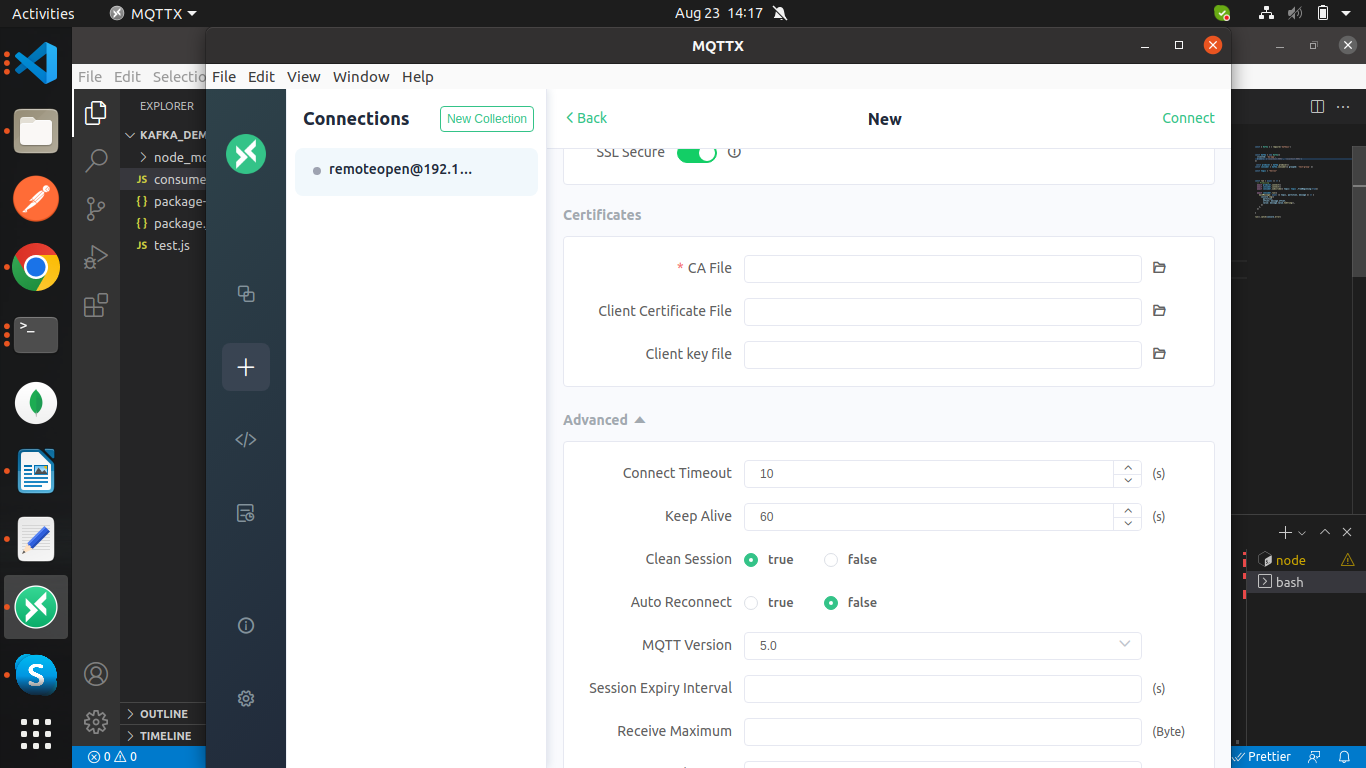 Activities
MQTTX
Aug 23 14:17
MQTTX
File Edit Selectio
File Edit View Window Help
EXPLORER
KAFKA_DEM
node_mo
JS consume
{ } package-
{ } package.
JS test.js
OUTLINE
TIMELINE
0 0
Connections
New Collection
remoteopen@192.1...
Back
New
Connect
SSL Secure
Certificates
* CA File
Client Certificate File
Client key file
Advanced
Connect Timeout 10 (s)
Keep Alive 60 (s)
Clean Session true false
Auto Reconnect true false
MQTT Version 5.0
Session Expiry Interval (s)
Receive Maximum (Byte)
node
bash
Prettier